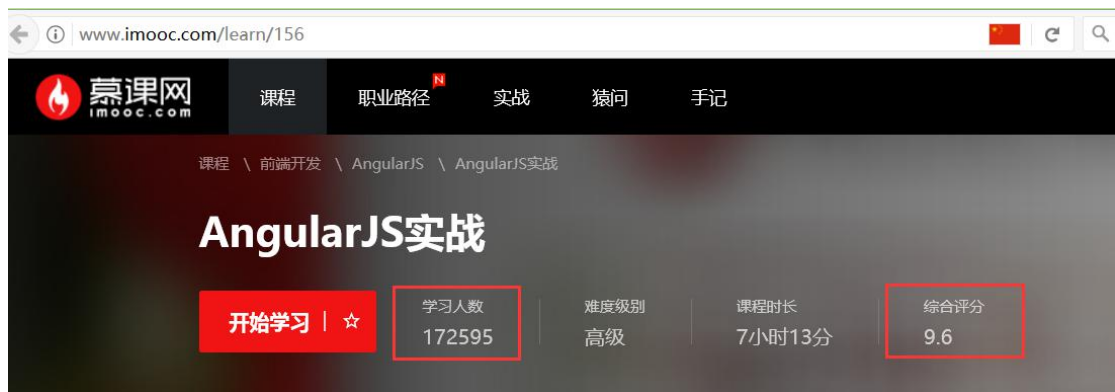 www.imooc.com/learn/156
慕课网
imooc.com
课程
职业路径
N
实战
猿问
手记
课程 \ 前端开发 \ AngularJS \ AngularJS实战
AngularJS实战
开始学习
学习人数
172595
难度级别
高级
课程时长
7小时13分
综合评分
9.6